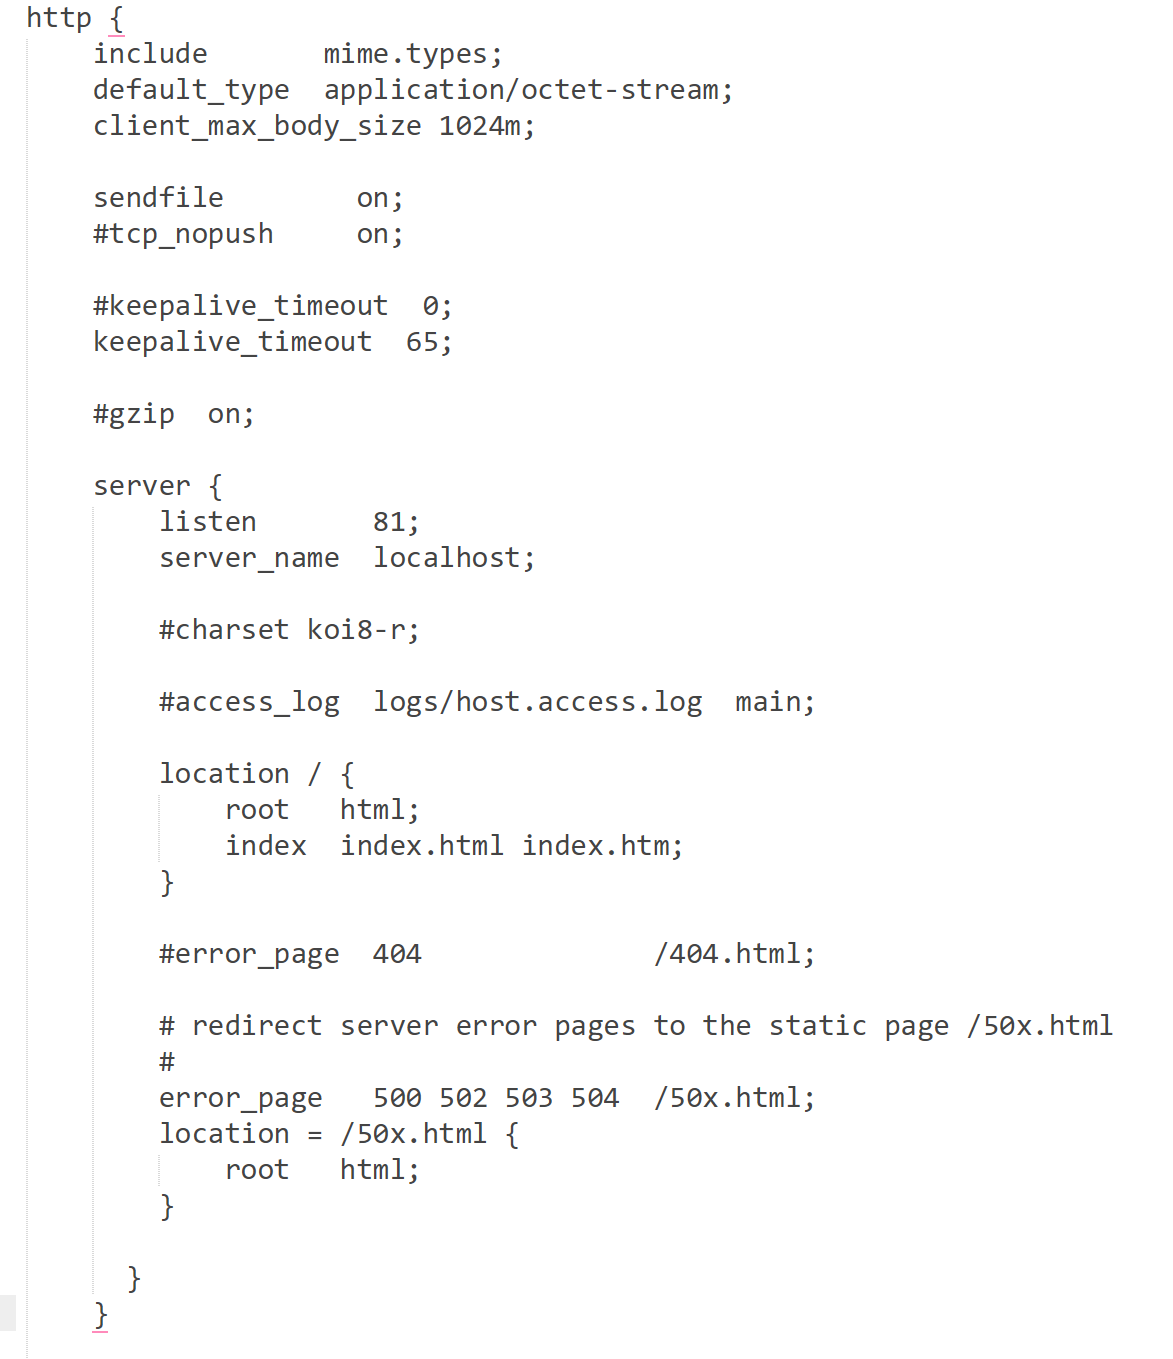 http {
    include       mime.types;
    default_type  application/octet-stream;
    client_max_body_size 1024m;

    sendfile        on;
    #tcp_nopush     on;

    #keepalive_timeout  0;
    keepalive_timeout  65;

    #gzip  on;

    server {
        listen       81;
        server_name  localhost;

        #charset koi8-r;

        #access_log  logs/host.access.log  main;

        location / {
            root   html;
            index  index.html index.htm;
        }

        #error_page  404              /404.html;

        # redirect server error pages to the static page /50x.html
        #
        error_page   500 502 503 504  /50x.html;
        location = /50x.html {
            root   html;
        }

      }
    }